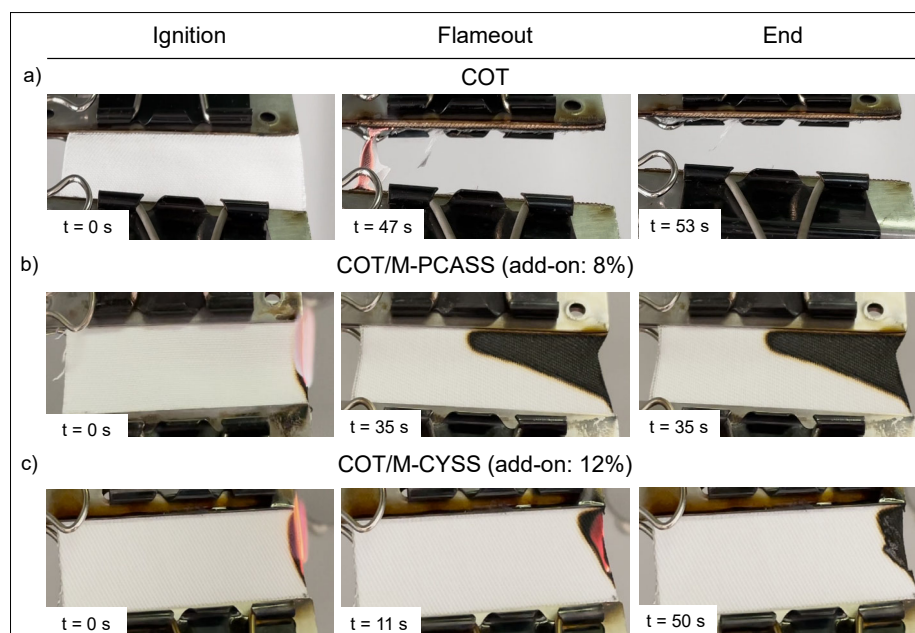 Ignition Flameout End
a) COT
t = 0 s t = 47 s t = 53 s
b) COT/M-PCASS (add-on: 8%)
t = 0 s t = 35 s t = 35 s
c) COT/M-CYSS (add-on: 12%)
t = 0 s t = 11 s t = 50 s